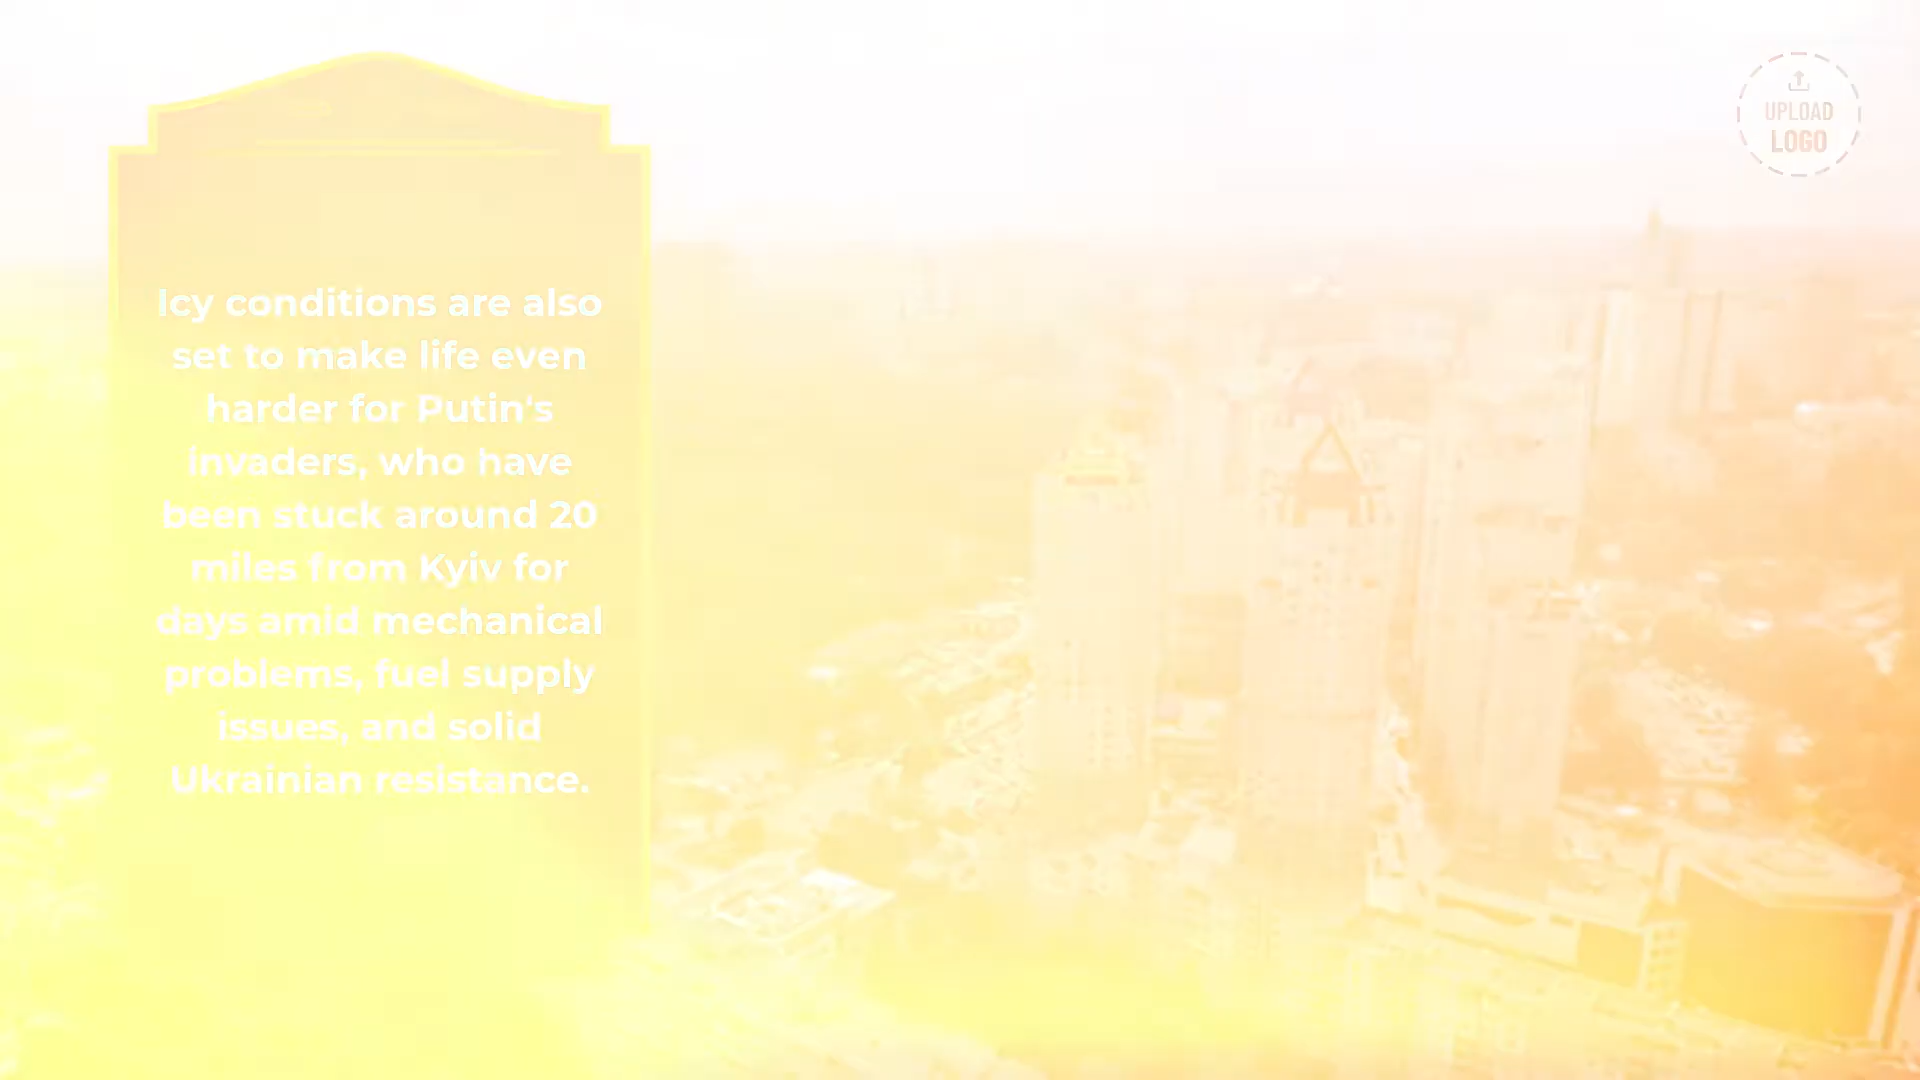 Icy conditions are also
set to make life even
harder for Putin's
invaders, who have
been stuck around 20
miles from Kyiv for
days amid mechanical
problems, fuel supply
issues, and solid
Ukrainian resistance.
UPLOAD
LOGO